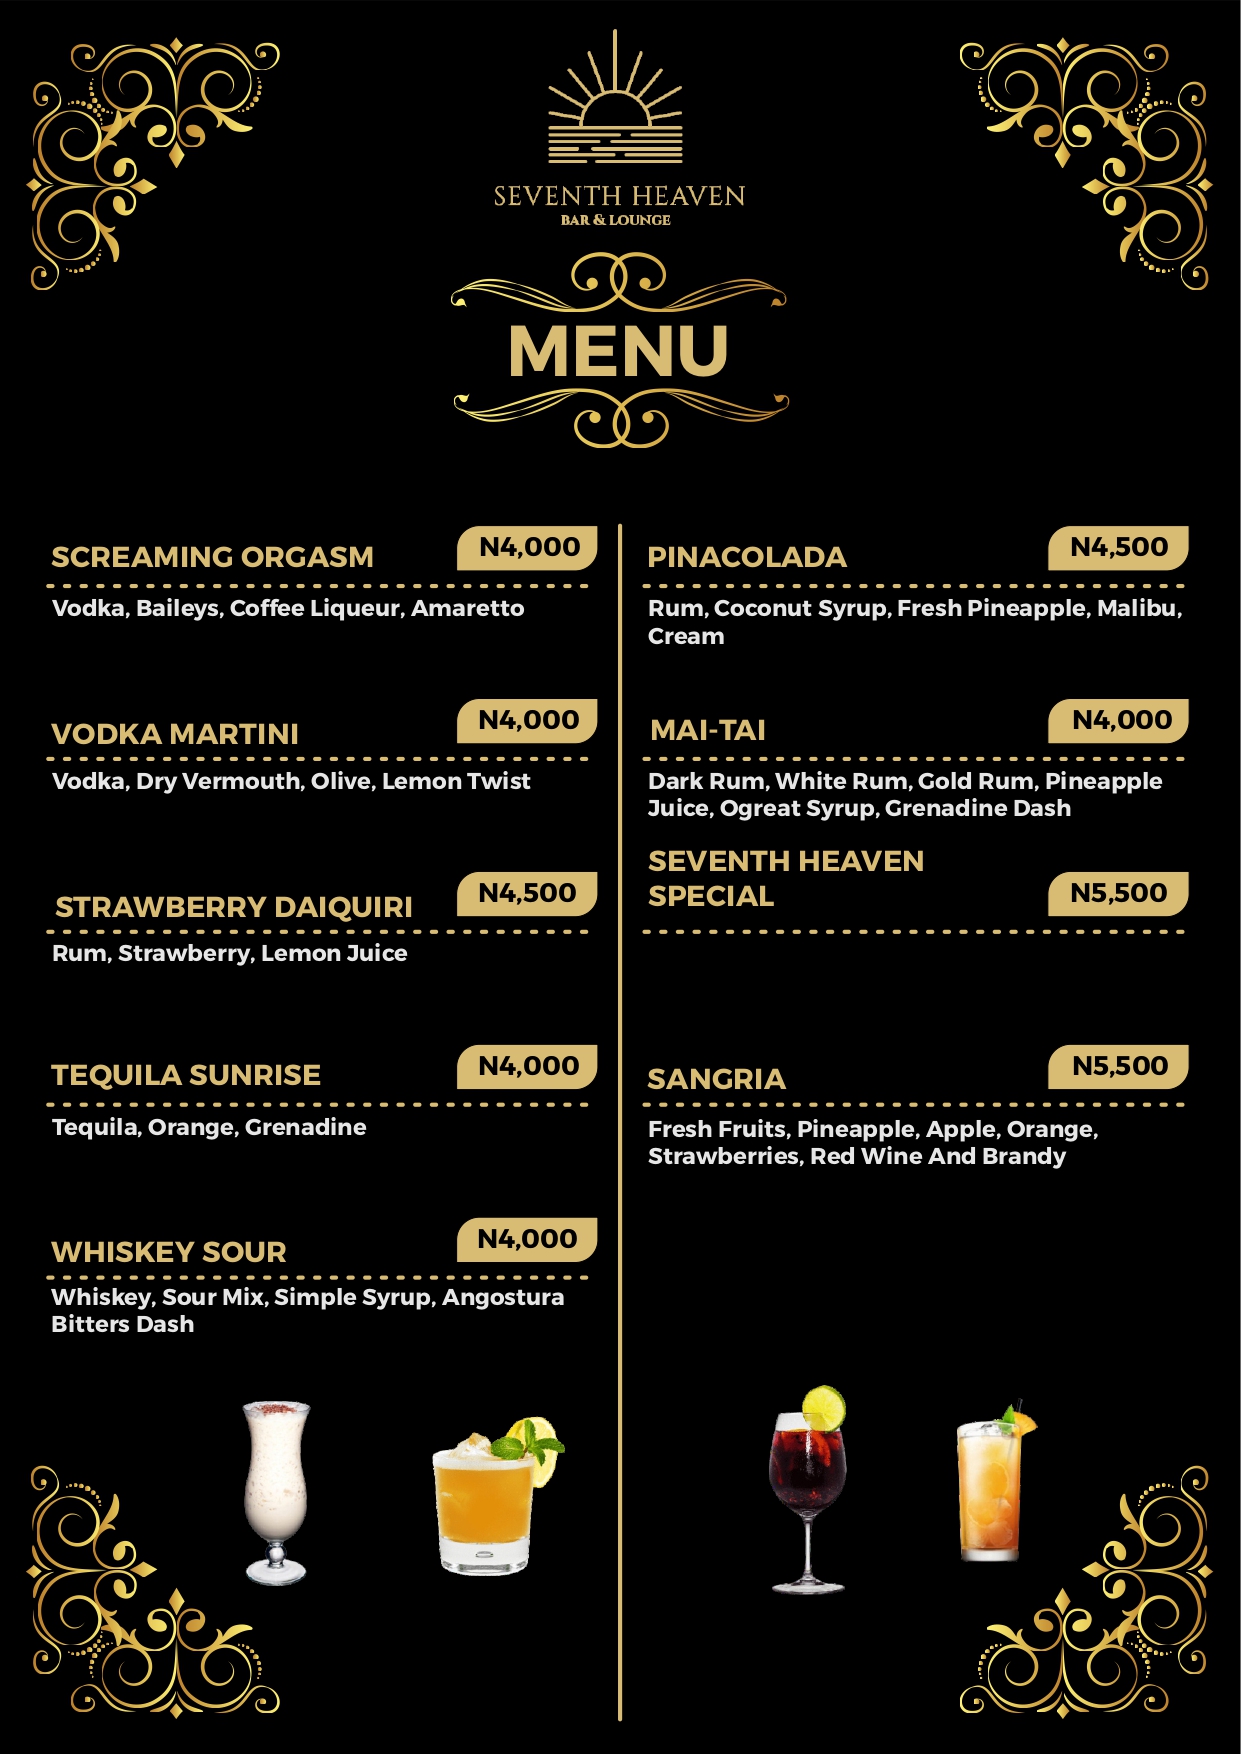 SEVENTH HEAVEN
BAR & LOUNGE
MENU
SCREAMING ORGASM
N4,000
Vodka, Baileys, Coffee Liqueur, Amaretto
VODKA MARTINI
N4,000
Vodka, Dry Vermouth, Olive, Lemon Twist
STRAWBERRY DAIQUIRI
N4,500
Rum, Strawberry, Lemon Juice
TEQUILA SUNRISE
N4,000
Tequila, Orange, Grenadine
WHISKEY SOUR
N4,000
Whiskey, Sour Mix, Simple Syrup, Angostura
Bitters Dash
PINACOLADA
N4,500
Rum, Coconut Syrup, Fresh Pineapple, Malibu,
Cream
MAI-TAI
N4,000
Dark Rum, White Rum, Gold Rum, Pineapple
Juice, Ogreat Syrup, Grenadine Dash
SEVENTH HEAVEN
SPECIAL
N5,500
SANGRIA
N5,500
Fresh Fruits, Pineapple, Apple, Orange,
Strawberries, Red Wine And Brandy